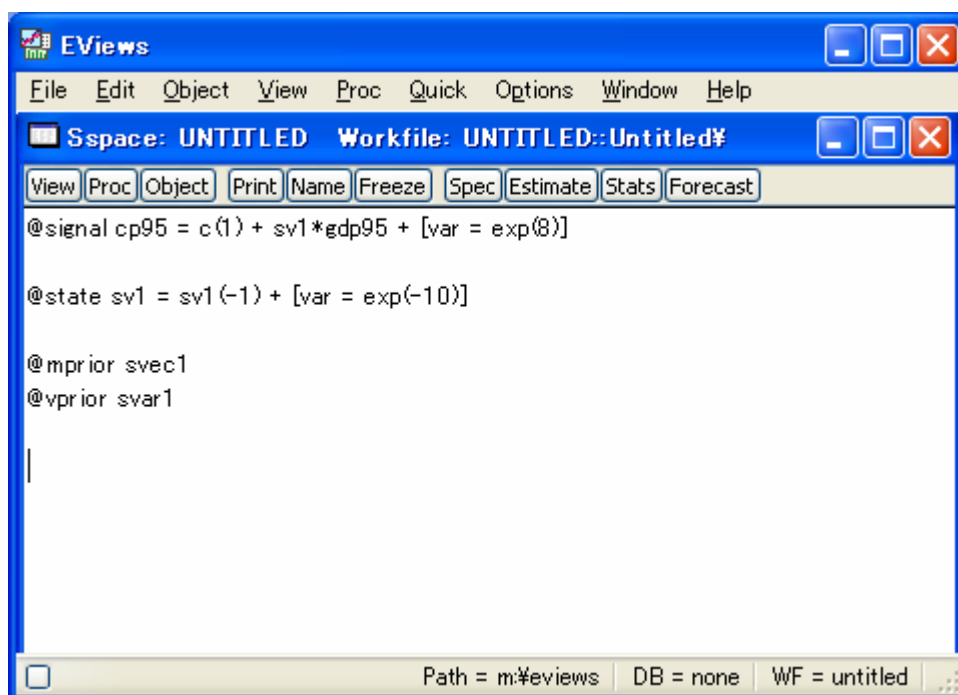 EViews
File Edit Object View Proc Quick Options Window Help
Sspace: UNTITLED Workfile: UNTITLED::Untitled¥
View Proc Object Print Name Freeze Spec Estimate Stats Forecast
@signal cp95 = c(1) + sv1*gdp95 + [var = exp(8)]
@state sv1 = sv1(-1) + [var = exp(-10)]
@mprior svec1
@vprior svar1
Path = m:¥eviews DB = none WF = untitled